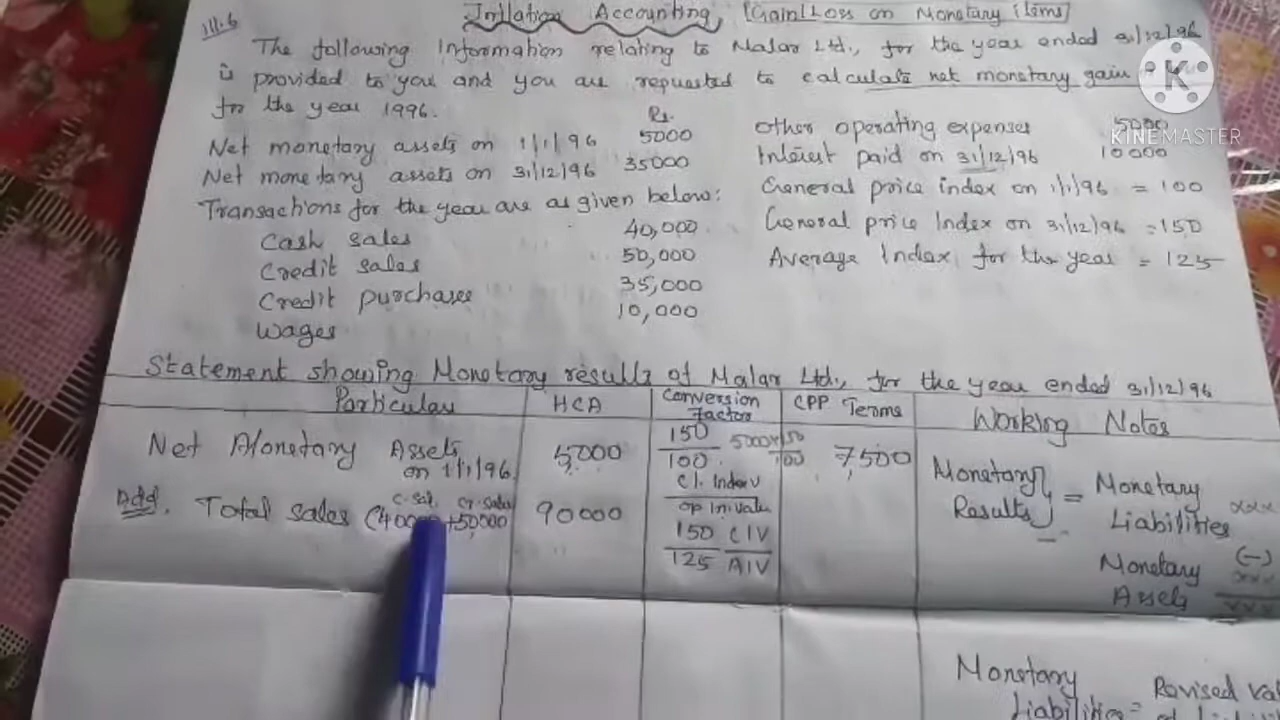 Ill.6
Inflation Accounting [Gain/Loss on Monetary Items]
The following Information relating to Malar Ltd., for the year ended 31/12/96
is provided to you and you are requested to calculate net monetary gain
for the year 1996.
Rs.
Net monetary assets on 1/1/96 5000
Net monetary assets on 31/12/96 35000
Transactions for the year are as given below:
Cash sales 40,000
Credit sales 50,000
Credit purchases 35,000
Wages 10,000
Other operating expenses 5000
Interest paid on 31/12/96 10000
General price index on 1/1/96 = 100
General price Index on 31/12/96 = 150
Average Index for the year = 125
K
KINEMASTER
Statement showing Monetary results of Malar Ltd., for the year ended 31/12/96
Particulars HCA Conversion Factor CPP Terms Working Notes
Net Monetary Assets on 1/1/96 5000 150/100 5000x150/100 7500
Cl. Index V
Op In. valu
Add. Total sales (40000+50000 90000 150/125 CIV/AIV
C. Sal. Cr. Sales
Monetary Results = Monetary Liabilities xxx
(-)
Monetary Assets xxx
xxx
Monetary Liabilities = Revised val